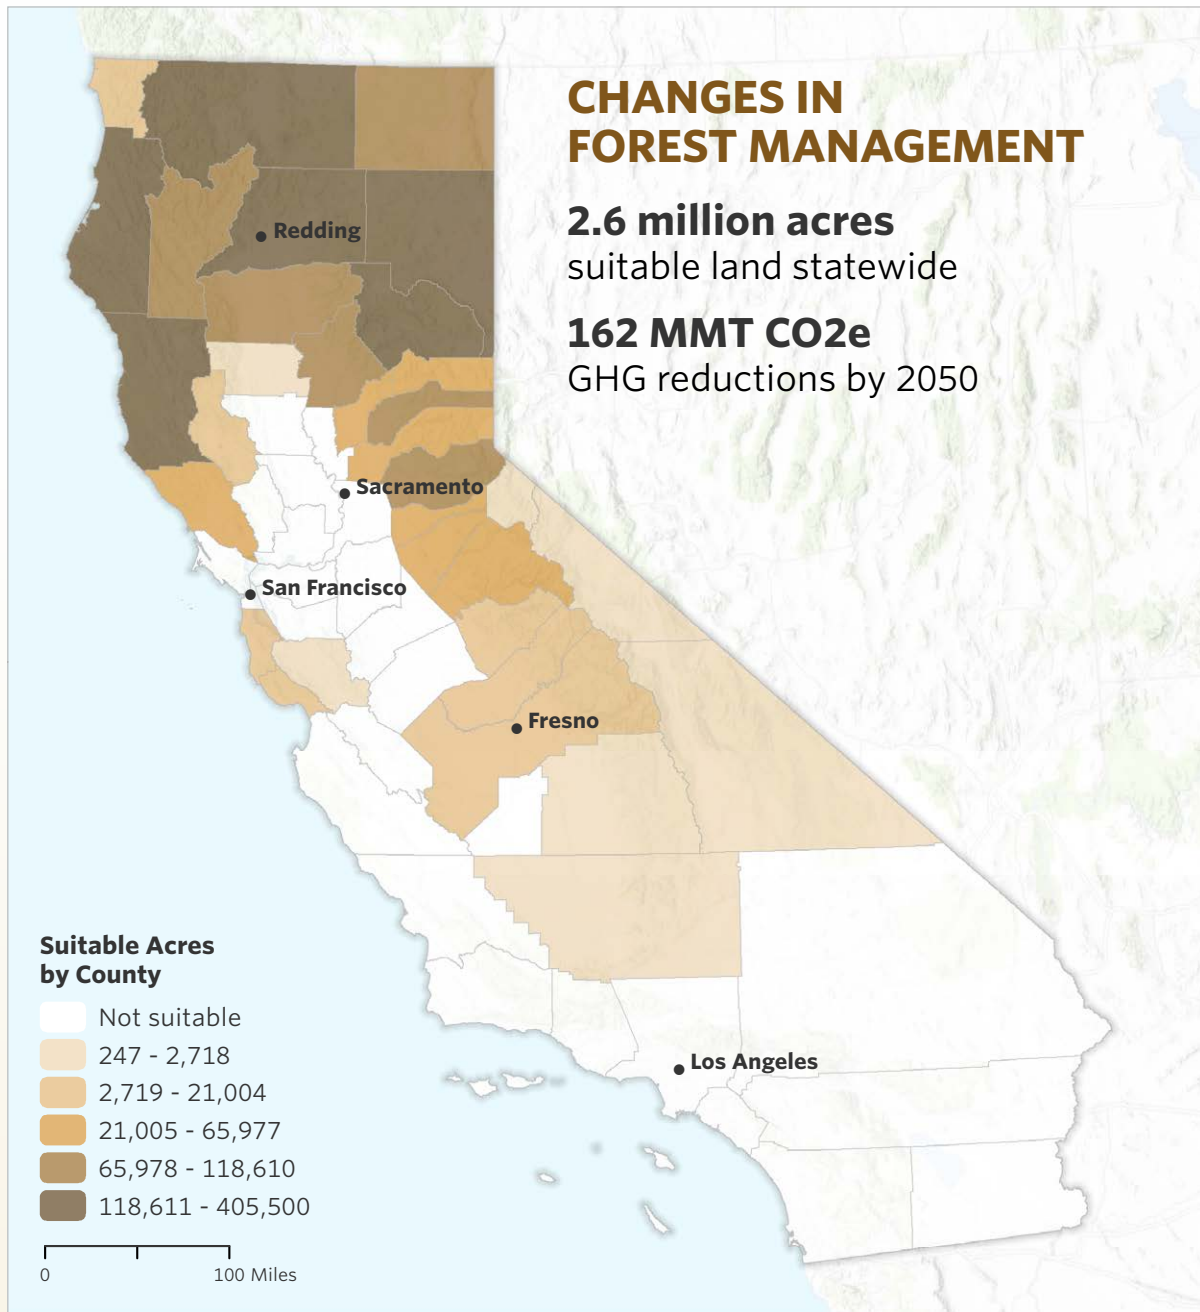 CHANGES IN
FOREST MANAGEMENT
2.6 million acres
suitable land statewide
162 MMT CO2e
GHG reductions by 2050
Redding
Sacramento
San Francisco
Fresno
Los Angeles
Suitable Acres
by County
Not suitable
247 - 2,718
2,719 - 21,004
21,005 - 65,977
65,978 - 118,610
118,611 - 405,500
0 100 Miles